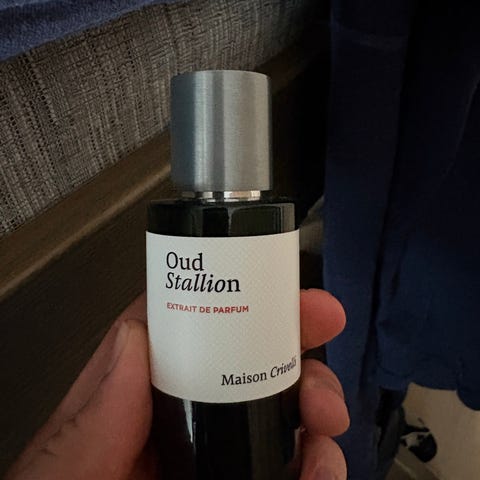 Oud
Stallion
EXTRAIT DE PARFUM
Maison Crivelli